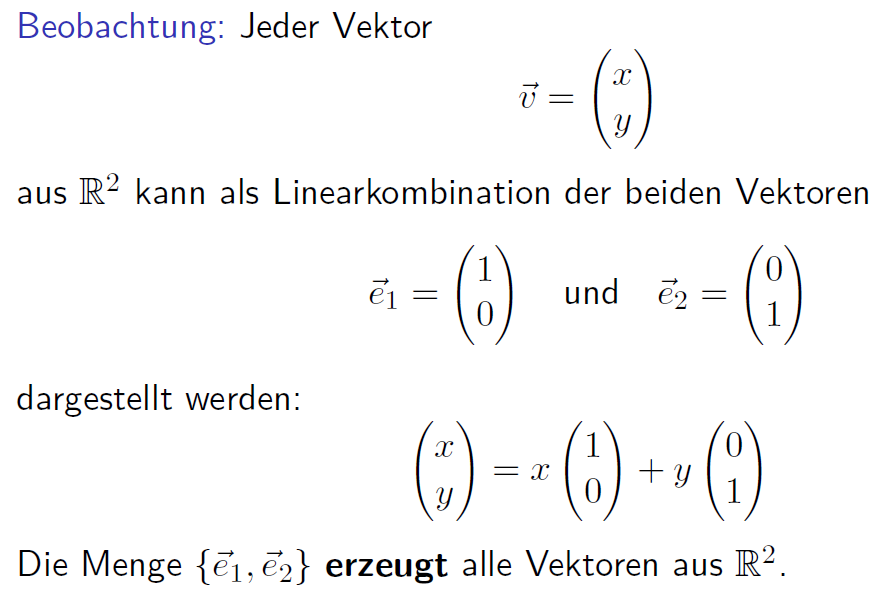 Beobachtung: Jeder Vektor
$\vec{v} = \begin{pmatrix} x \\ y \end{pmatrix}$
aus $\mathbb{R}^2$ kann als Linearkombination der beiden Vektoren
$\vec{e}_1 = \begin{pmatrix} 1 \\ 0 \end{pmatrix}$ und $\vec{e}_2 = \begin{pmatrix} 0 \\ 1 \end{pmatrix}$
dargestellt werden:
$\begin{pmatrix} x \\ y \end{pmatrix} = x \begin{pmatrix} 1 \\ 0 \end{pmatrix} + y \begin{pmatrix} 0 \\ 1 \end{pmatrix}$
Die Menge $\{\vec{e}_1, \vec{e}_2\}$ erzeugt alle Vektoren aus $\mathbb{R}^2$.